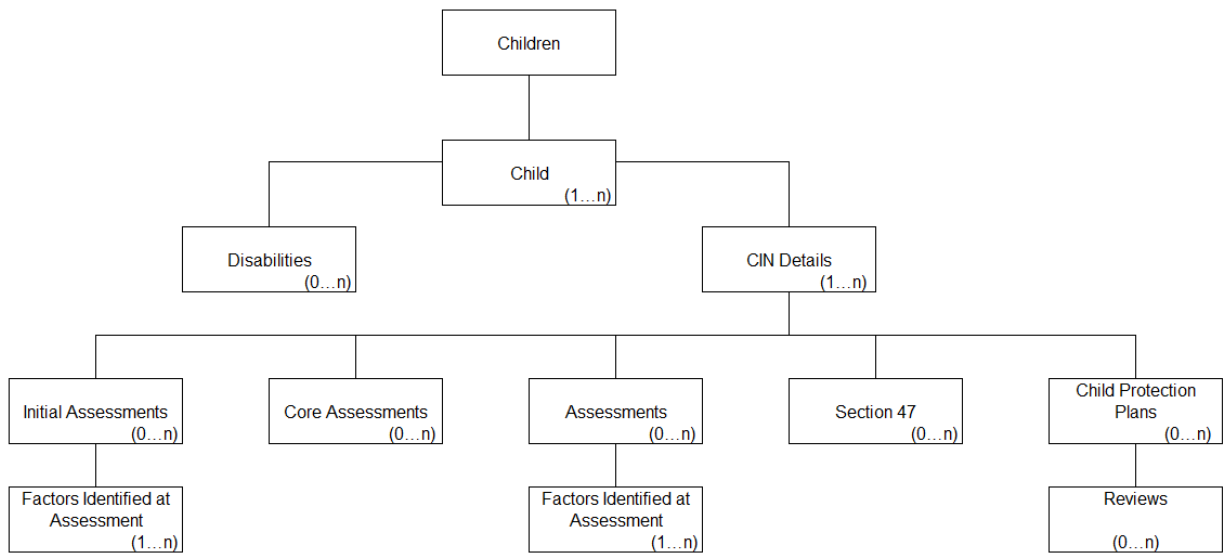 Children
Child
(1...n)
Disabilities
(0...n)
CIN Details
(1...n)
Initial Assessments
(0...n)
Core Assessments
(0...n)
Assessments
(0...n)
Section 47
(0...n)
Child Protection
Plans
(0...n)
Factors Identified at
Assessment
(1...n)
Factors Identified at
Assessment
(1...n)
Reviews
(0...n)